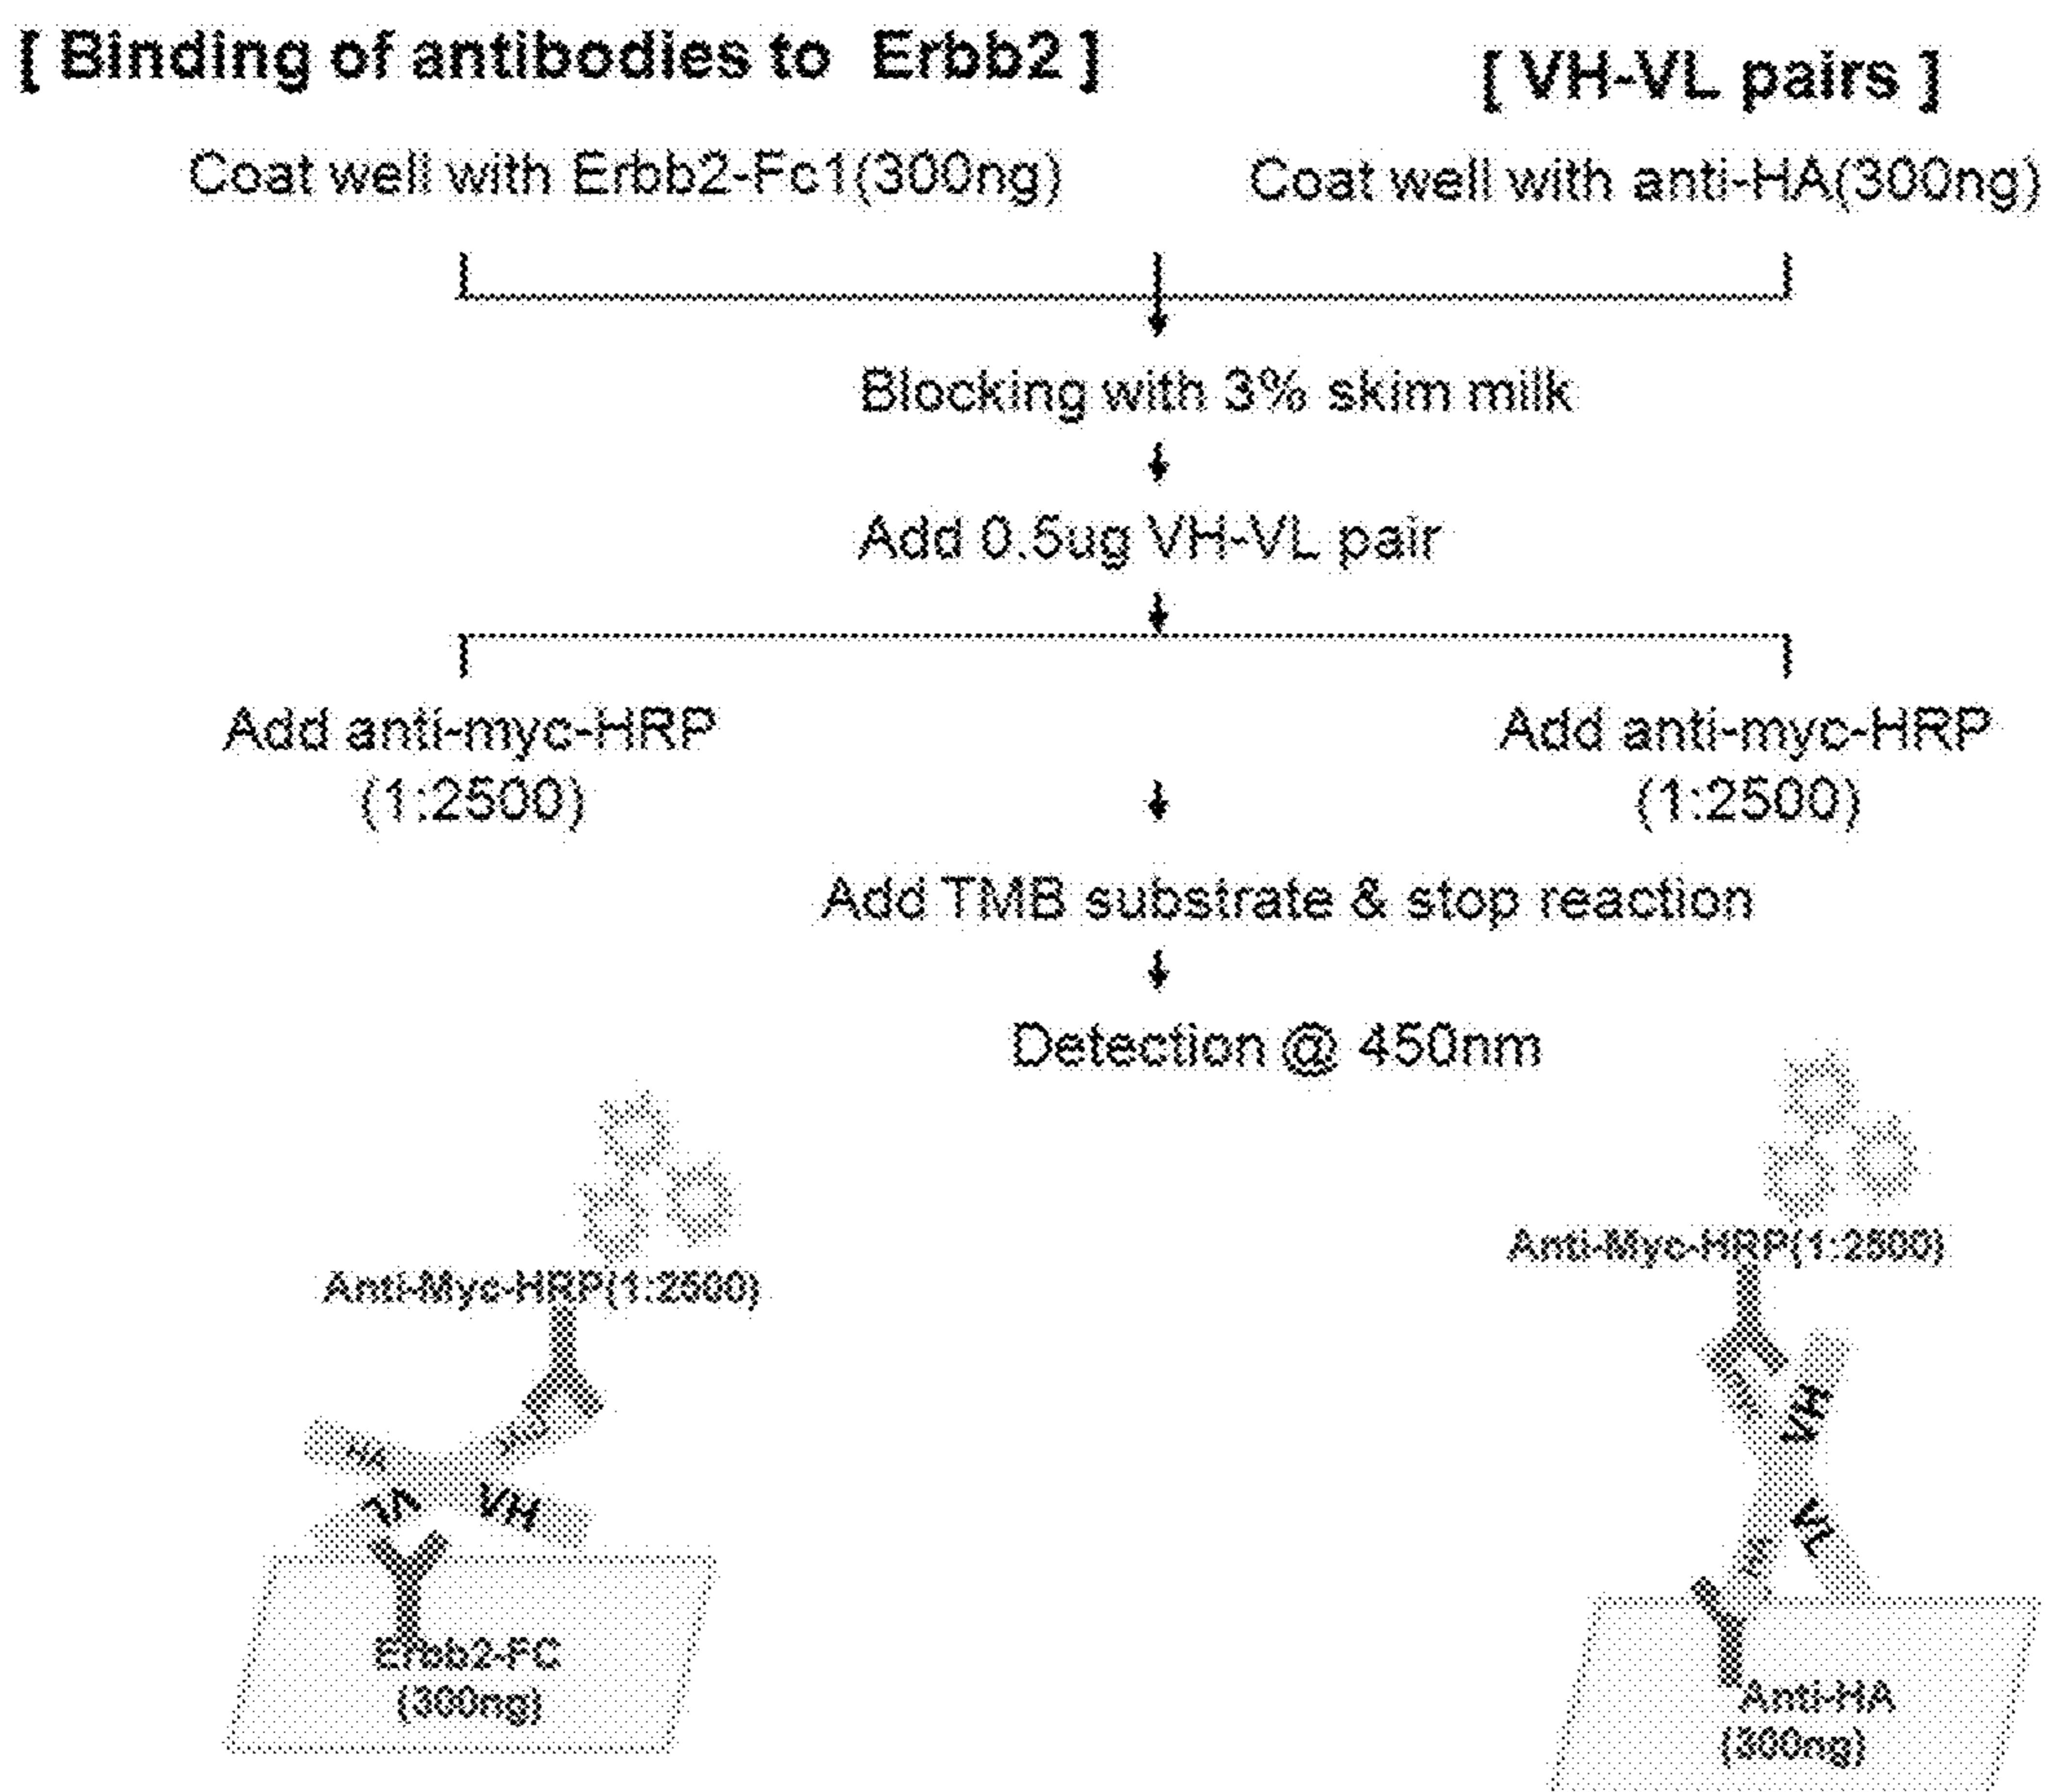 [ Binding of antibodies to Erbb2 ]
[ VH-VL pairs ]
Coat well with Erbb2-Fc1(300ng)
Coat well with anti-HA(300ng)
Blocking with 3% skim milk
Add 0.5ug VH-VL pair
Add anti-myc-HRP
(1:2500)
Add anti-myc-HRP
(1:2500)
Add TMB substrate & stop reaction
Detection @ 450nm
Anti-Myc-HRP(1:2500)
VL
VH
Erbb2-FC
(300ng)
Anti-Myc-HRP(1:2500)
VH
VL
Anti-HA
(300ng)